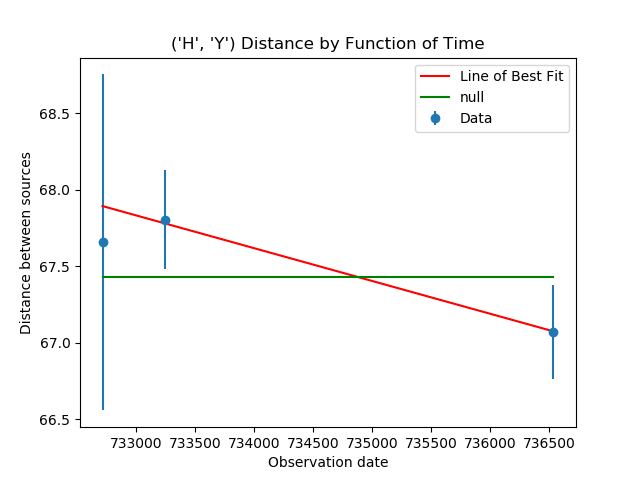 ('H', 'Y') Distance by Function of Time
Line of Best Fit
null
Data
Distance between sources
68.5
68.0
67.5
67.0
66.5
733000 733500 734000 734500 735000 735500 736000 736500
Observation date